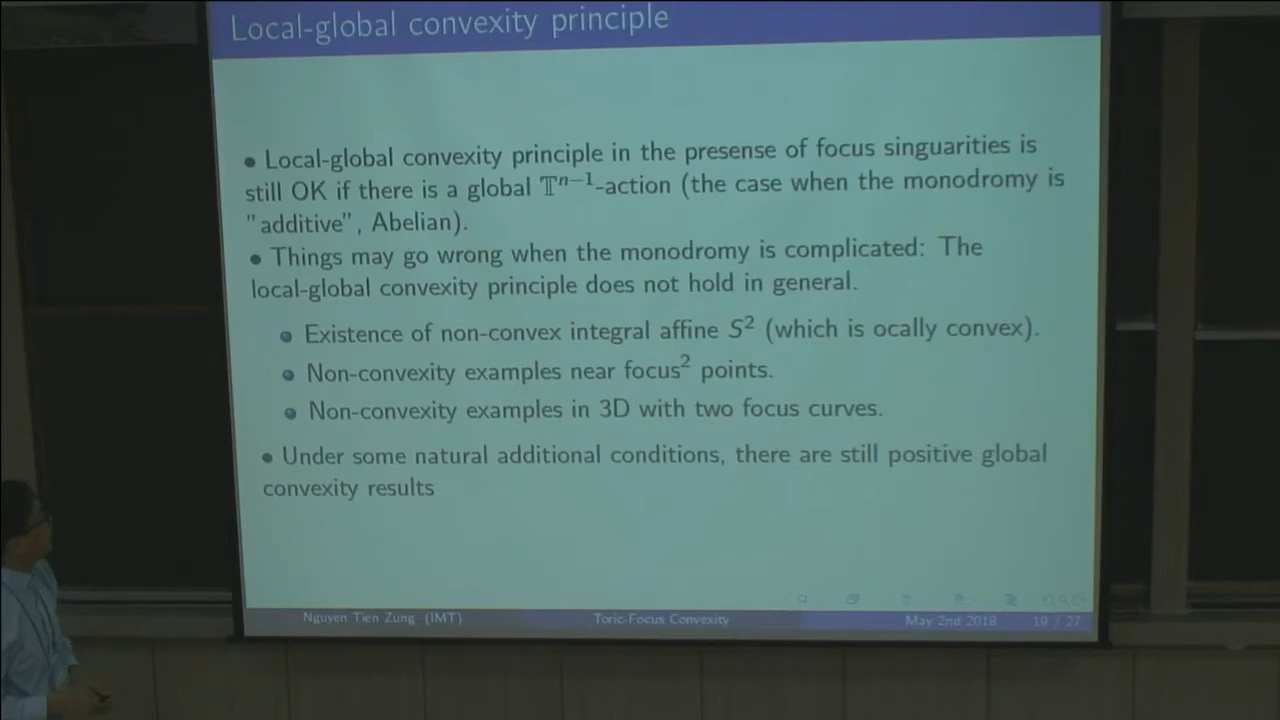 Local-global convexity principle
• Local-global convexity principle in the presense of focus singuarities is
still OK if there is a global 𝕋ⁿ⁻¹-action (the case when the monodromy is
"additive", Abelian).
• Things may go wrong when the monodromy is complicated: The
local-global convexity principle does not hold in general.
• Existence of non-convex integral affine S² (which is ocally convex).
• Non-convexity examples near focus² points.
• Non-convexity examples in 3D with two focus curves.
• Under some natural additional conditions, there are still positive global
convexity results
Nguyen Tien Zung (IMT) Toric-Focus Convexity May 2nd 2018 19 / 27